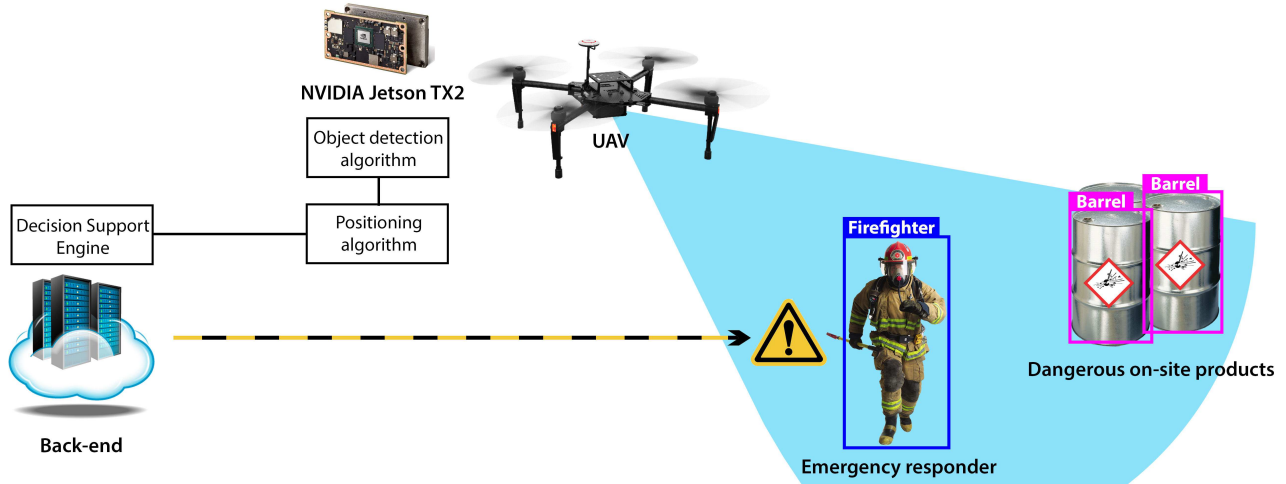 NVIDIA Jetson TX2
Object detection
algorithm
UAV
Decision Support
Engine
Positioning
algorithm
Barrel
Barrel
Firefighter
Dangerous on-site products
Back-end
Emergency responder